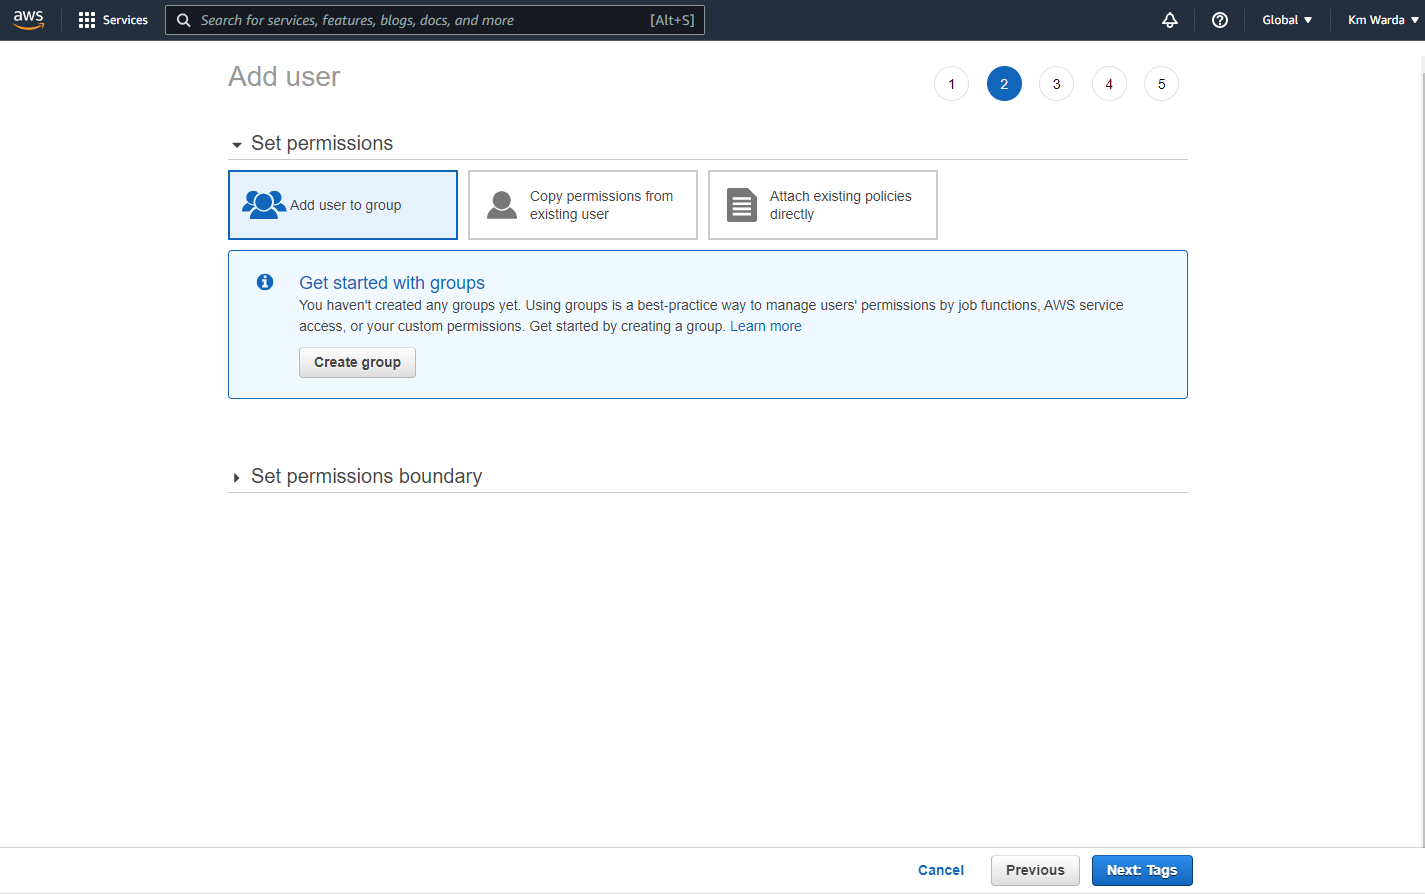 aws
Services
Search for services, features, blogs, docs, and more
[Alt+S]
Global
Km Warda
Add user
1
2
3
4
5
Set permissions
Add user to group
Copy permissions from
existing user
Attach existing policies
directly
Get started with groups
You haven't created any groups yet. Using groups is a best-practice way to manage users' permissions by job functions, AWS service
access, or your custom permissions. Get started by creating a group. Learn more
Create group
Set permissions boundary
Cancel
Previous
Next: Tags